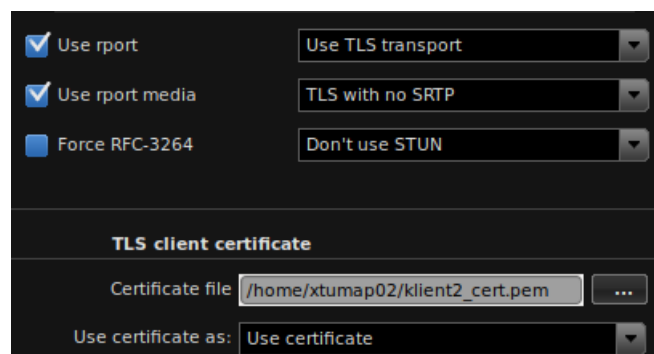 Use rport Use TLS transport
Use rport media TLS with no SRTP
Force RFC-3264 Don't use STUN
TLS client certificate
Certificate file /home/xtumap02/klient2_cert.pem ...
Use certificate as: Use certificate